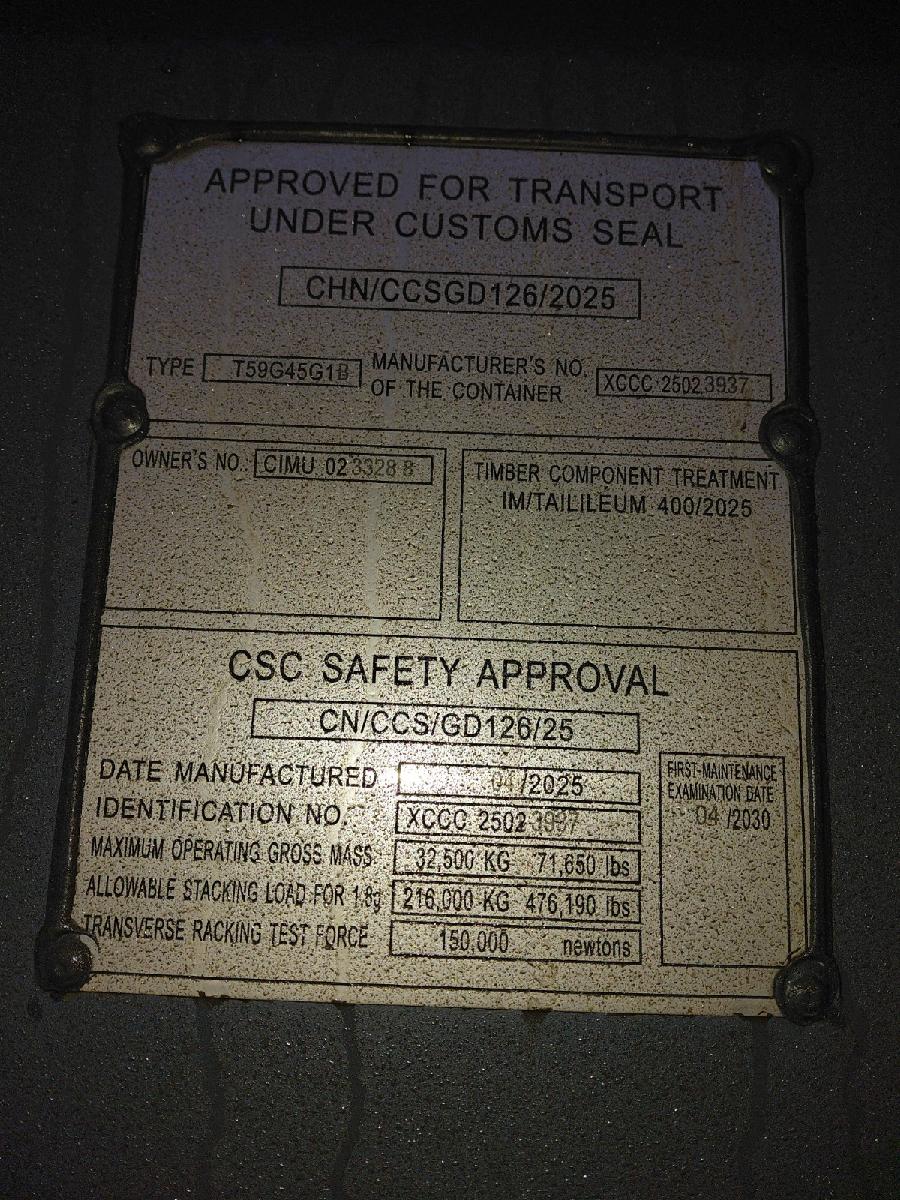 APPROVED FOR TRANSPORT
UNDER CUSTOMS SEAL
CHN/CCSGD126/2025
TYPE T59G45G1B MANUFACTURER'S NO. OF THE CONTAINER XCCC 25023937
OWNER'S NO.: CIMU 023328 8
TIMBER COMPONENT TREATMENT
IM/TAILILEUM 400/2025
CSC SAFETY APPROVAL
CN/CCS/GD126/25
DATE MANUFACTURED 04/2025
IDENTIFICATION NO. XCCC 25023937
MAXIMUM OPERATING GROSS MASS 32,500 KG 71,650 lbs
ALLOWABLE STACKING LOAD FOR 1.8g 216,000 KG 476,190 lbs
TRANSVERSE RACKING TEST FORCE 150,000 newtons
FIRST-MAINTENANCE
EXAMINATION DATE
04 /2030